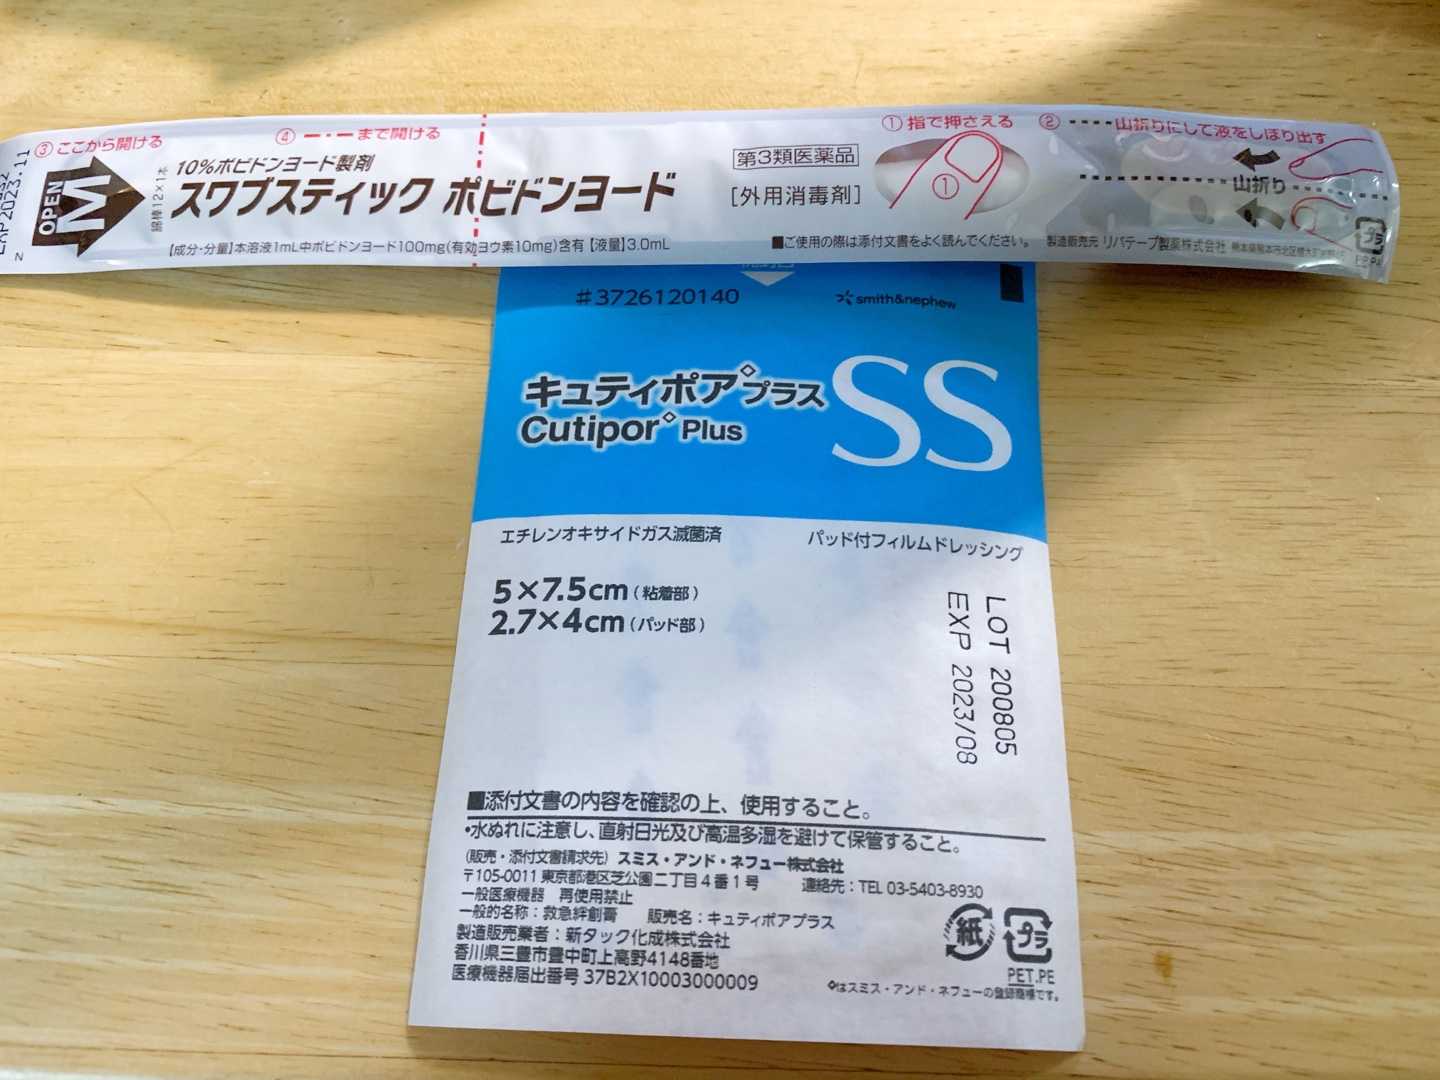 ③ ここから開ける
④ ーーまで開ける
① 指で押さえる
② 山折りにして液をしぼり出す
EXP2023.11
OPEN
M
綿棒12×1本
10%ポビドンヨード製剤
スワブスティック ポビドンヨード
第3類医薬品
[外用消毒剤]
①
山折り
【成分・分量】本溶液1mL中ポビドンヨード100mg(有効ヨウ素10mg)含有【液量】3.0mL
■ご使用の際は添付文書をよく読んでください。
製造販売元 リバテープ製薬株式会社
プラ
PP,PA
#3726120140
smith&nephew
キュティポア◇プラス
Cutipor◇ Plus
SS
エチレンオキサイドガス滅菌済
パッド付フィルムドレッシング
5×7.5cm(粘着部)
2.7×4cm(パッド部)
LOT 200805
EXP 2023/08
■添付文書の内容を確認の上、使用すること。
・水ぬれに注意し、直射日光及び高温多湿を避けて保管すること。
(販売・添付文書請求先) スミス・アンド・ネフュー株式会社
〒105-0011 東京都港区芝公園二丁目4番1号 連絡先:TEL 03-5403-8930
一般医療機器 再使用禁止
一般的名称:救急絆創膏 販売名:キュティポアプラス
製造販売業者:新タック化成株式会社
香川県三豊市豊中町上高野4148番地
医療機器届出番号 37B2X10003000009
紙
プラ
PET.PE
◇はスミス・アンド・ネフューの登録商標です。